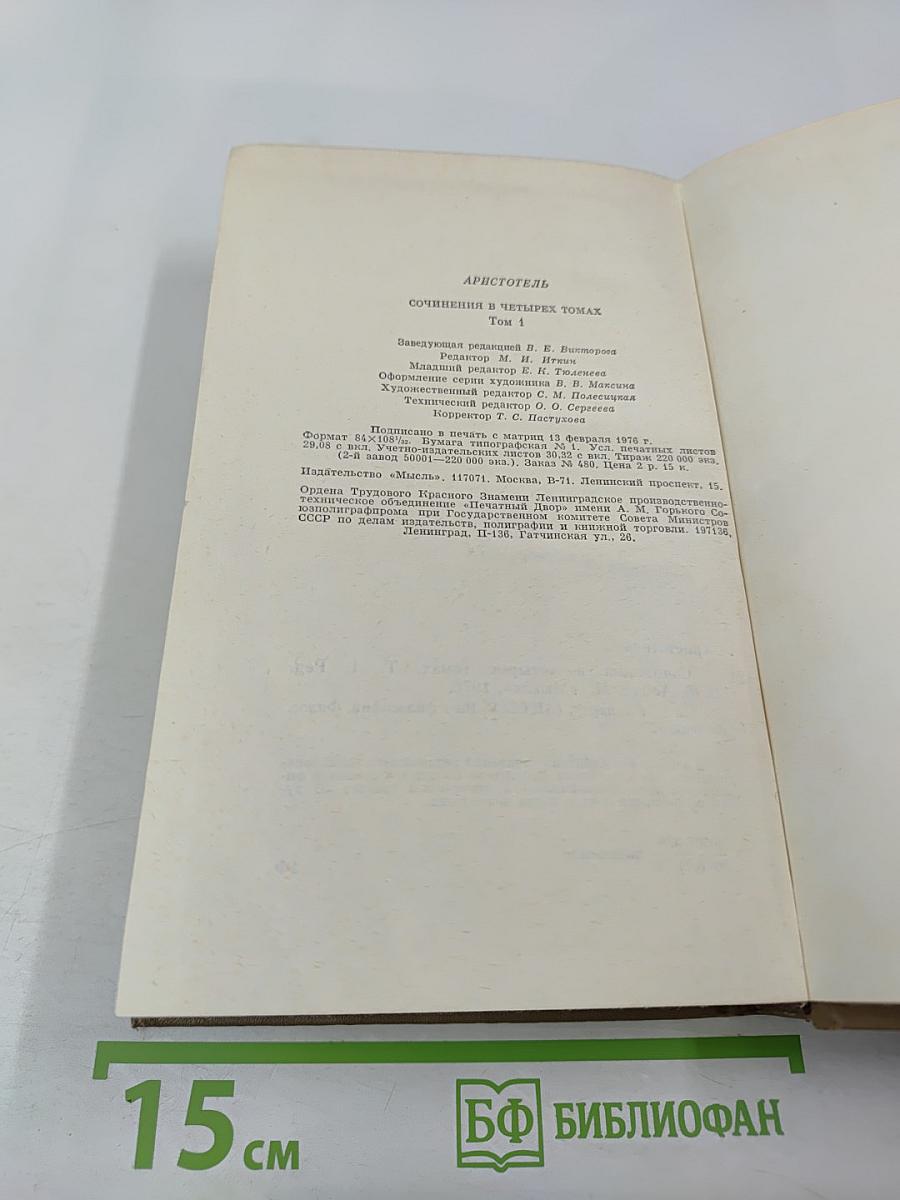 АРИСТОТЕЛЬ
СОЧИНЕНИЯ В ЧЕТЫРЕХ ТОМАХ
Том 1
Заведующая редакцией В. Е. Викторова
Редактор М. И. Иткин
Младший редактор Е. К. Тюленева
Оформление серии художника В. В. Максина
Художественный редактор С. М. Полесицкая
Технический редактор О. О. Сергеева
Корректор Т. С. Пастухова
Подписано в печать с матриц 13 февраля 1976 г.
Формат 84×108¹/₃₂. Бумага типографская № 1. Усл. печатных листов
29,08 с вкл. Учетно-издательских листов 30,32 с вкл. Тираж 220 000 экз.
(2-й завод 50001—220 000 экз.). Заказ № 480. Цена 2 р. 15 к.
Издательство «Мысль». 117071. Москва, В-71. Ленинский проспект, 15.
Ордена Трудового Красного Знамени Ленинградское производственно-
техническое объединение «Печатный Двор» имени А. М. Горького Со-
юзполиграфпрома при Государственном комитете Совета Министров
СССР по делам издательств, полиграфии и книжной торговли. 197136,
Ленинград, П-136, Гатчинская ул., 26.
15 см
БФ БИБЛИОФАН